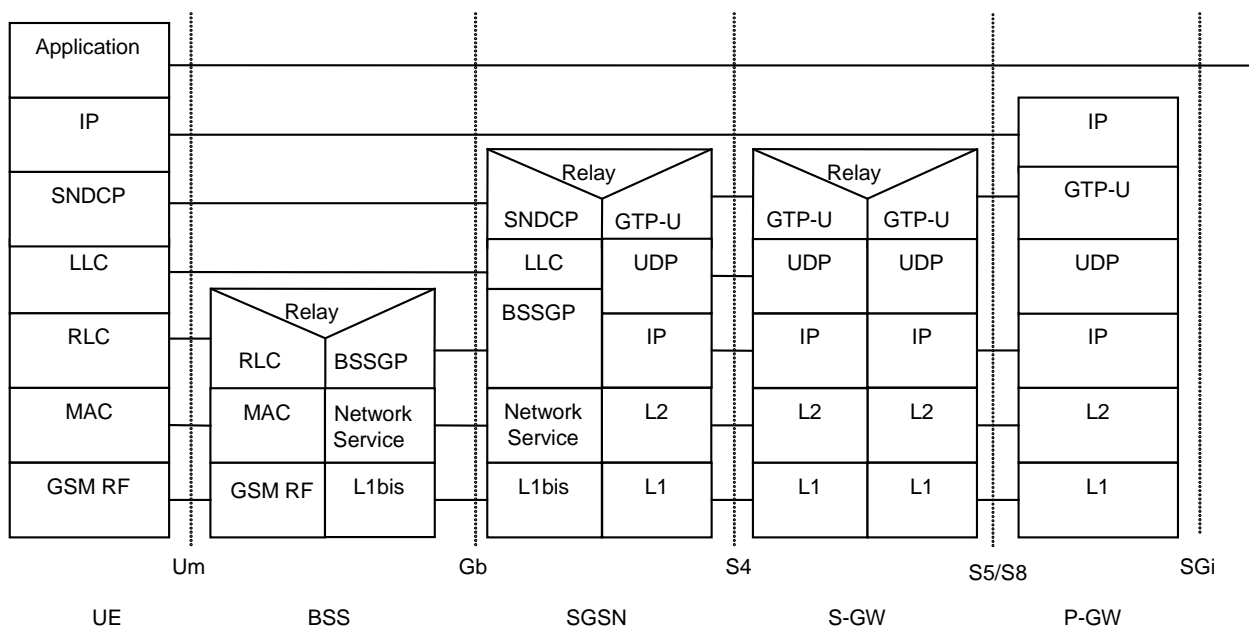 Application
IP
IP
SNDCP
Relay
Relay
GTP-U
SNDCP
GTP-U
GTP-U
GTP-U
LLC
LLC
UDP
UDP
UDP
UDP
Relay
BSSGP
RLC
IP
IP
IP
IP
RLC
BSSGP
MAC
MAC
Network
Service
Network
Service
L2
L2
L2
L2
GSM RF
GSM RF
L1bis
L1bis
L1
L1
L1
L1
Um
Gb
S4
S5/S8
SGi
UE
BSS
SGSN
S-GW
P-GW